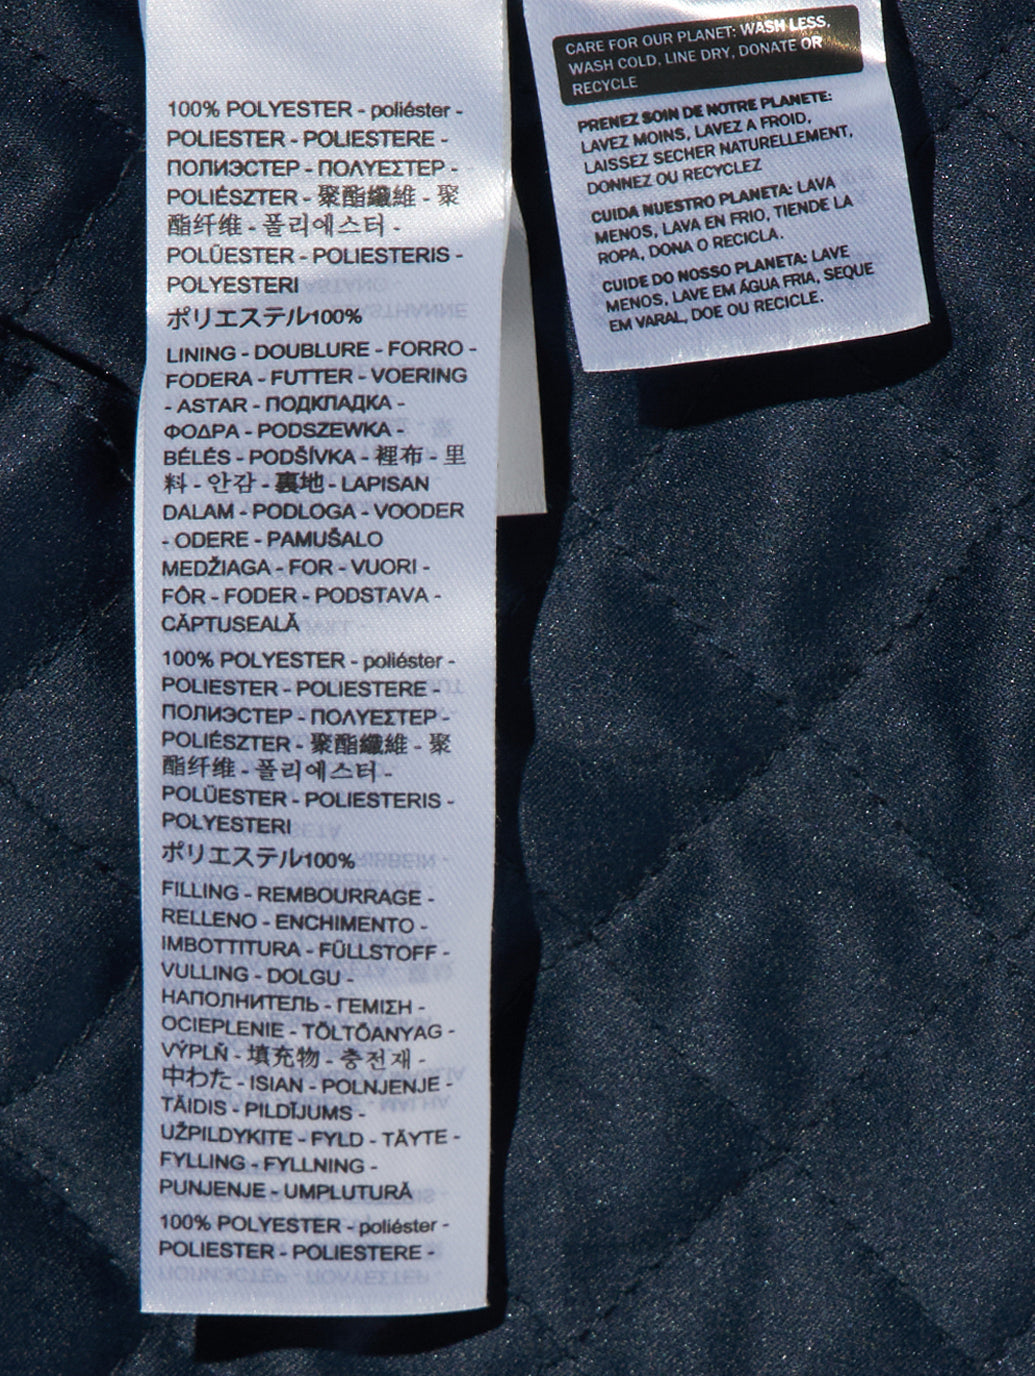 100% POLYESTER - poliéster -
POLIESTER - POLIESTERE -
ПОЛИЭСТЕР - ΠΟΛΥΕΣΤΕΡ -
POLIÉSZTER - 聚酯纖維 - 聚
酯纤维 - 폴리에스터 -
POLÜESTER - POLIESTERIS -
POLYESTERI
ポリエステル100%
LINING - DOUBLURE - FORRO -
FODERA - FUTTER - VOERING
- ASTAR - ПОДКЛАДКА -
ΦΟΔΡΑ - PODSZEWKA -
BÉLÉS - PODŠÍVKA - 裡布 - 里
料 - 안감 - 裏地 - LAPISAN
DALAM - PODLOGA - VOODER
- ODERE - PAMUŠALO
MEDŽIAGA - FOR - VUORI -
FÔR - FODER - PODSTAVA -
CĂPTUSEALĂ
100% POLYESTER - poliéster -
POLIESTER - POLIESTERE -
ПОЛИЭСТЕР - ΠΟΛΥΕΣΤΕΡ -
POLIÉSZTER - 聚酯纖維 - 聚
酯纤维 - 폴리에스터 -
POLÜESTER - POLIESTERIS -
POLYESTERI
ポリエステル100%
FILLING - REMBOURRAGE -
RELLENO - ENCHIMENTO -
IMBOTTITURA - FÜLLSTOFF -
VULLING - DOLGU -
НАПОЛНИТЕЛЬ - ΓΕΜΙΣΗ -
OCIEPLENIE - TÖLTŐANYAG -
VÝPLŇ - 填充物 - 충전재 -
中わた - ISIAN - POLNJENJE -
TÄIDIS - PILDĪJUMS -
UŽPILDYKITE - FYLD - TÄYTE -
FYLLING - FYLLNING -
PUNJENJE - UMPLUTURĂ
100% POLYESTER - poliéster -
POLIESTER - POLIESTERE -
CARE FOR OUR PLANET: WASH LESS,
WASH COLD, LINE DRY, DONATE OR
RECYCLE
PRENEZ SOIN DE NOTRE PLANETE:
LAVEZ MOINS, LAVEZ A FROID,
LAISSEZ SECHER NATURELLEMENT,
DONNEZ OU RECYCLEZ
CUIDA NUESTRO PLANETA: LAVA
MENOS, LAVA EN FRIO, TIENDE LA
ROPA, DONA O RECICLA.
CUIDE DO NOSSO PLANETA: LAVE
MENOS, LAVE EM ÁGUA FRIA, SEQUE
EM VARAL, DOE OU RECICLE.